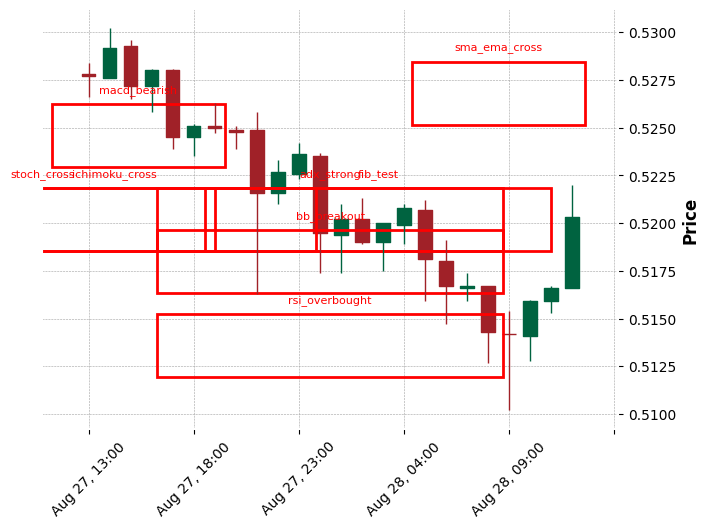 0.5300
sma_ema_cross
0.5275
macd_bearish
0.5250
stoch_cross
ichimoku_cross
adx_strong
fib_test
0.5225
bb_breakout
0.5200
Price
0.5175
rsi_overbought
0.5150
0.5125
0.5100
Aug 27, 13:00
Aug 27, 18:00
Aug 27, 23:00
Aug 28, 04:00
Aug 28, 09:00